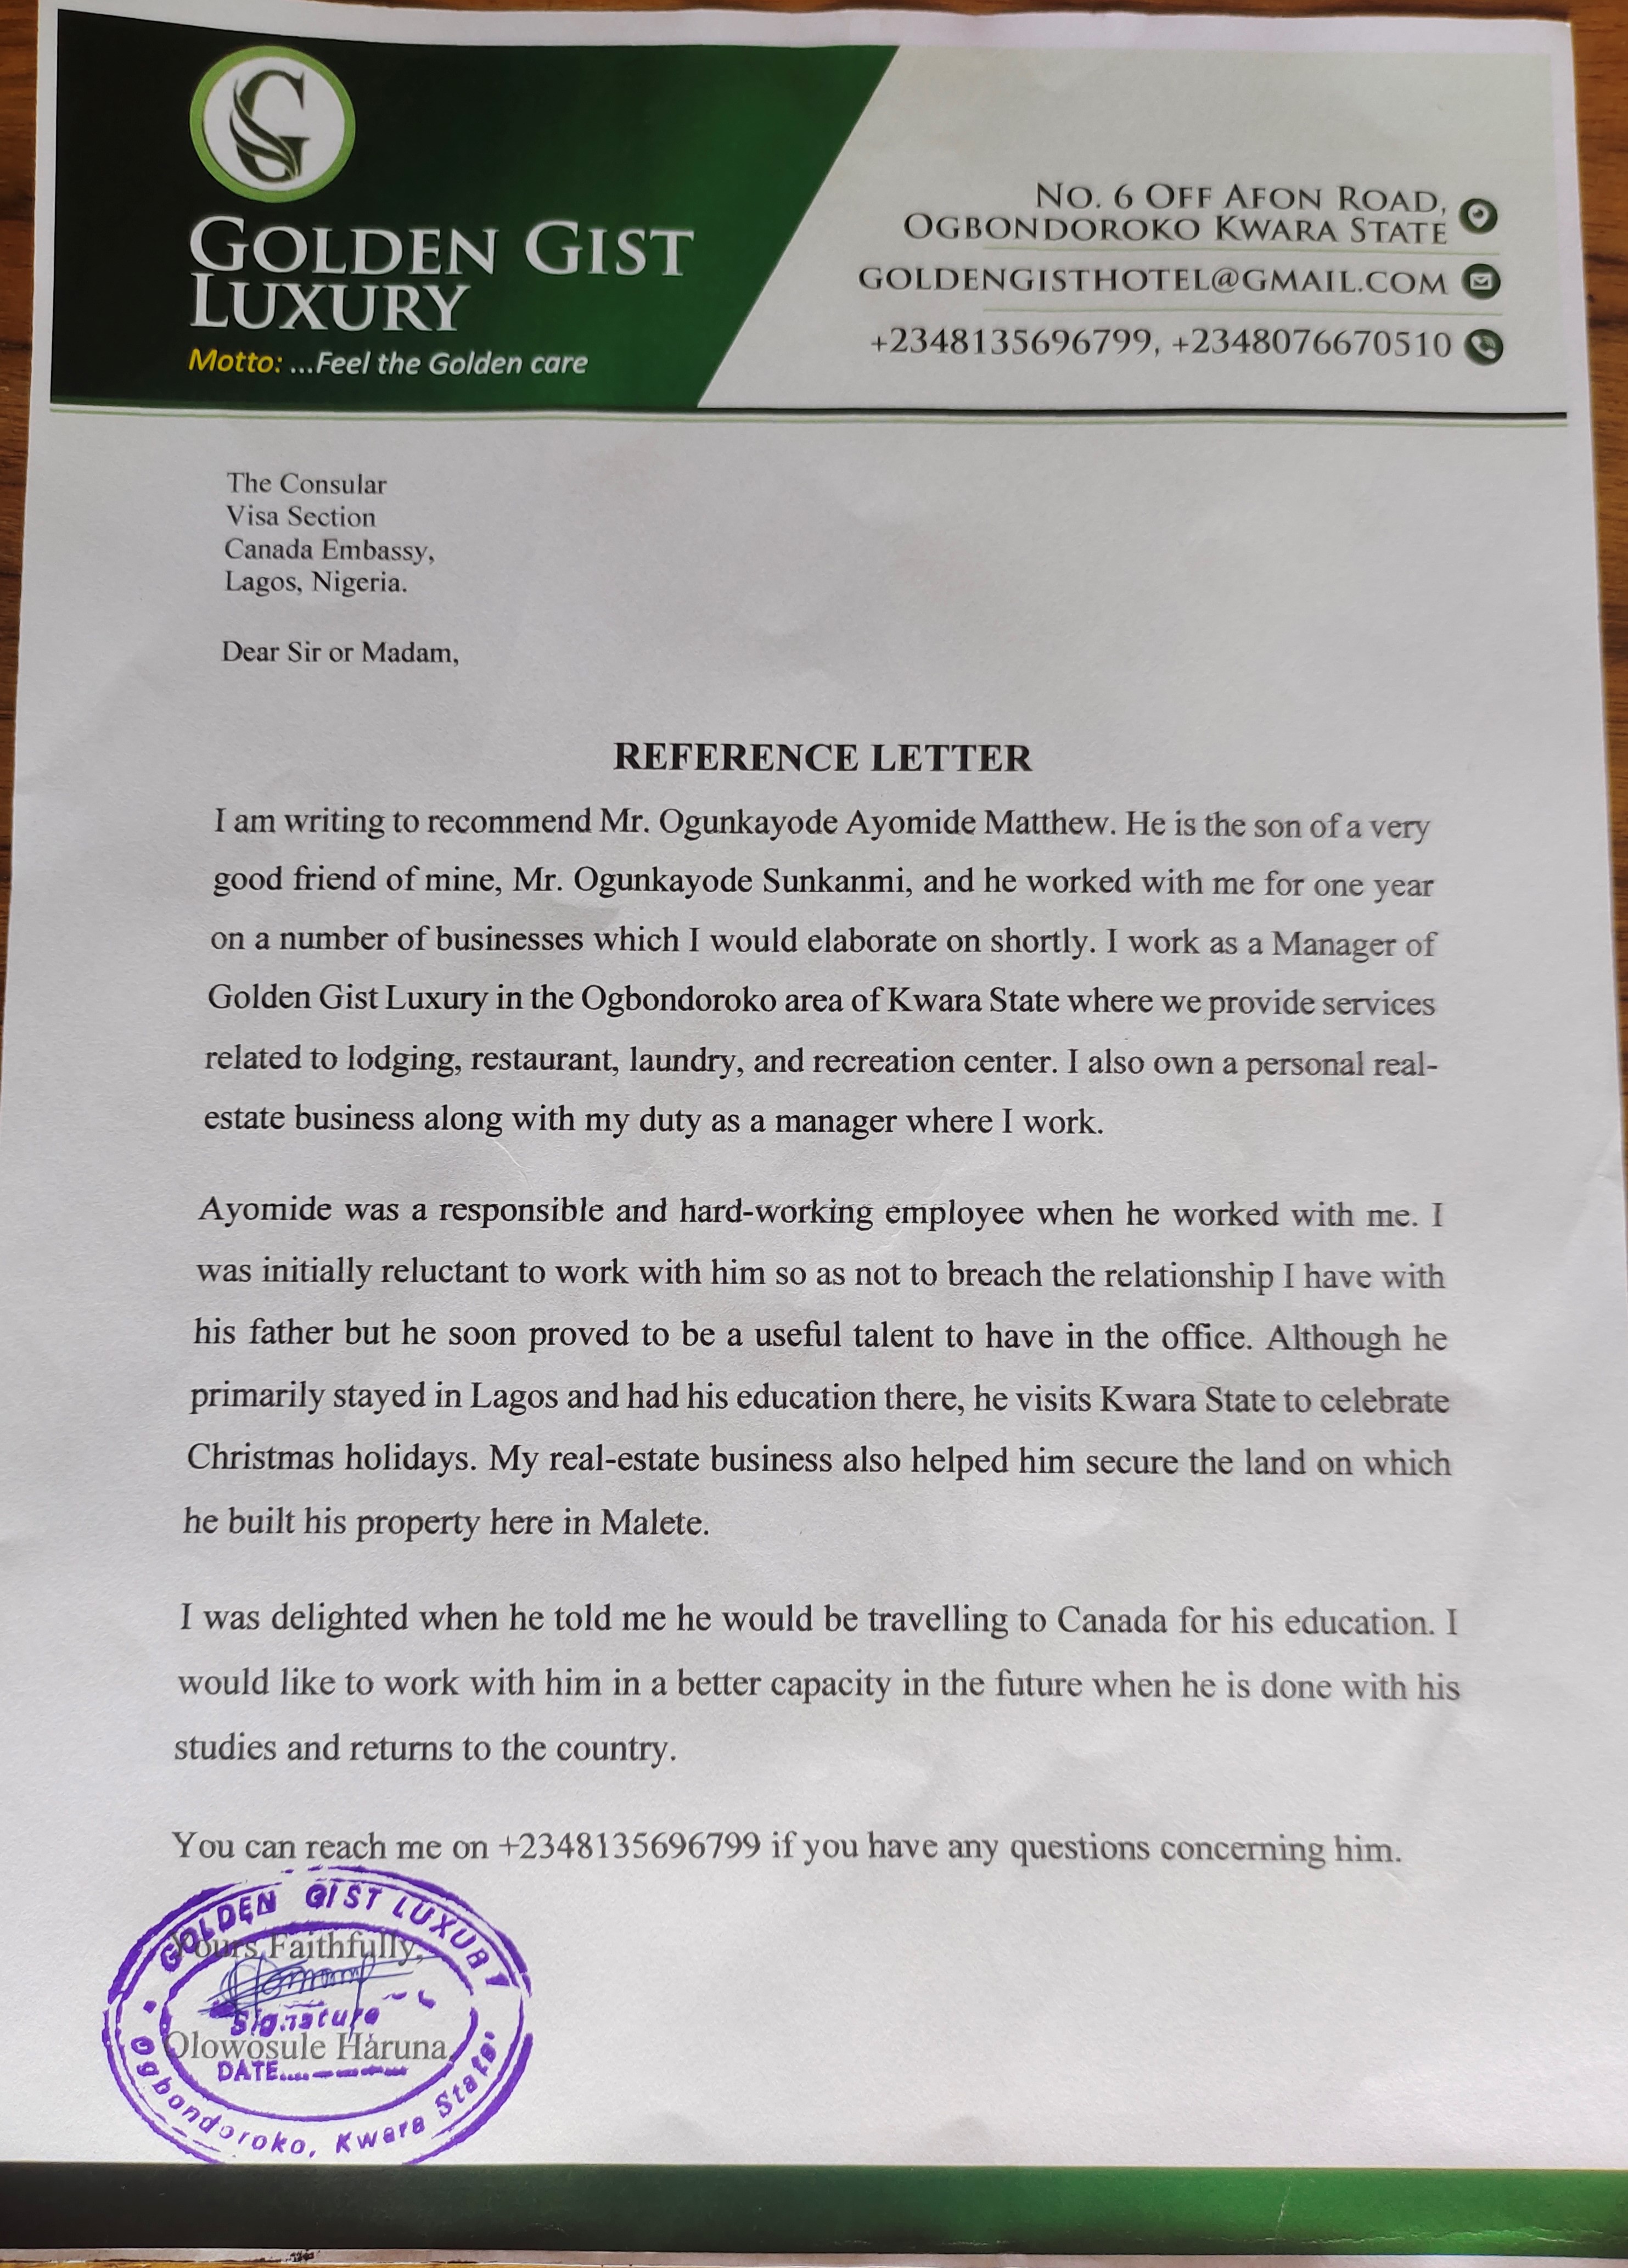 G
GOLDEN GIST
LUXURY
Motto: ...Feel the Golden care
NO. 6 OFF AFON ROAD,
OGBONDOROKO KWARA STATE
GOLDENGISTHOTEL@GMAIL.COM
+2348135696799, +2348076670510
The Consular
Visa Section
Canada Embassy,
Lagos, Nigeria.
Dear Sir or Madam,
REFERENCE LETTER
I am writing to recommend Mr. Ogunkayode Ayomide Matthew. He is the son of a very
good friend of mine, Mr. Ogunkayode Sunkanmi, and he worked with me for one year
on a number of businesses which I would elaborate on shortly. I work as a Manager of
Golden Gist Luxury in the Ogbondoroko area of Kwara State where we provide services
related to lodging, restaurant, laundry, and recreation center. I also own a personal real-
estate business along with my duty as a manager where I work.
Ayomide was a responsible and hard-working employee when he worked with me. I
was initially reluctant to work with him so as not to breach the relationship I have with
his father but he soon proved to be a useful talent to have in the office. Although he
primarily stayed in Lagos and had his education there, he visits Kwara State to celebrate
Christmas holidays. My real-estate business also helped him secure the land on which
he built his property here in Malete.
I was delighted when he told me he would be travelling to Canada for his education. I
would like to work with him in a better capacity in the future when he is done with his
studies and returns to the country.
You can reach me on +2348135696799 if you have any questions concerning him.
GOLDEN GIST LUXURY
Yours Faithfully,
Signature
Olowosule Haruna
DATE....
Ogbondoroko, Kwara State.